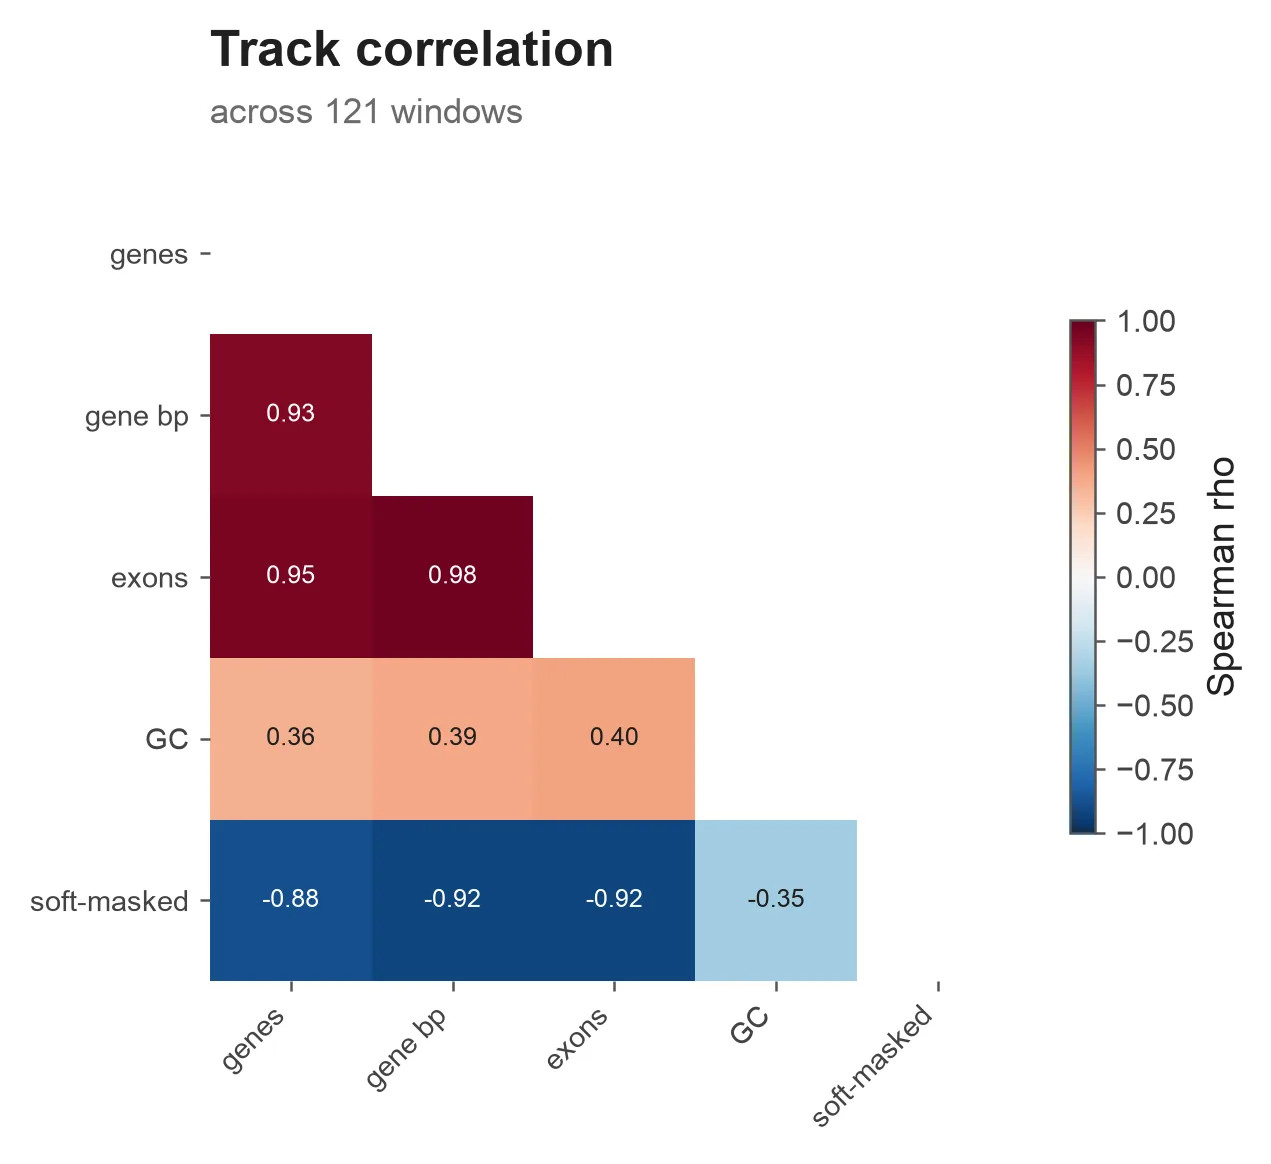 Track correlation
across 121 windows
genes
gene bp
0.93
exons
0.95 0.98
GC
0.36 0.39 0.40
soft-masked
-0.88 -0.92 -0.92 -0.35
genes gene bp exons GC soft-masked
1.00
0.75
0.50
0.25
0.00
−0.25
−0.50
−0.75
−1.00
Spearman rho